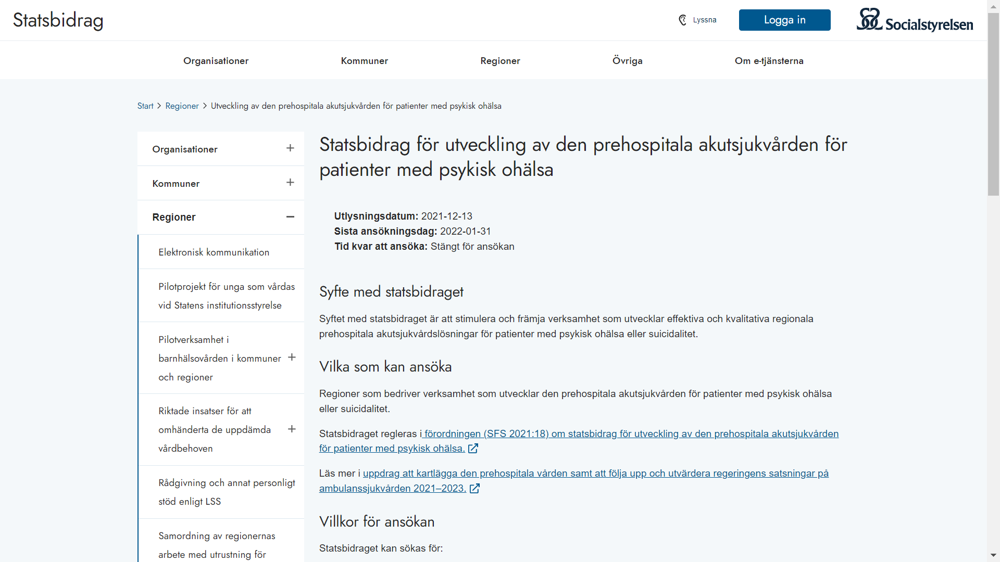 Statsbidrag
Lyssna
Logga in
Socialstyrelsen
Organisationer
Kommuner
Regioner
Övriga
Om e-tjänsterna
Start > Regioner > Utveckling av den prehospitala akutsjukvården för patienter med psykisk ohälsa
Organisationer
Kommuner
Regioner
Elektronisk kommunikation
Pilotprojekt för unga som vårdas
vid Statens institutionsstyrelse
Pilotverksamhet i
barnhälsovården i kommuner
och regioner
Riktade insatser för att
omhänderta de uppdämda
vårdbehoven
Rådgivning och annat personligt
stöd enligt LSS
Samordning av regionernas
arbete med utrustning för
Statsbidrag för utveckling av den prehospitala akutsjukvården för
patienter med psykisk ohälsa
Utlysningsdatum: 2021-12-13
Sista ansökningsdag: 2022-01-31
Tid kvar att ansöka: Stängt för ansökan
Syfte med statsbidraget
Syftet med statsbidraget är att stimulera och främja verksamhet som utvecklar effektiva och kvalitativa regionala
prehospitala akutsjukvårdslösningar för patienter med psykisk ohälsa eller suicidalitet.
Vilka som kan ansöka
Regioner som bedriver verksamhet som utvecklar den prehospitala akutsjukvården för patienter med psykisk ohälsa
eller suicidalitet.
Statsbidraget regleras i förordningen (SFS 2021:18) om statsbidrag för utveckling av den prehospitala akutsjukvården
för patienter med psykisk ohälsa.
Läs mer i uppdrag att kartlägga den prehospitala vården samt att följa upp och utvärdera regeringens satsningar på
ambulanssjukvården 2021–2023.
Villkor för ansökan
Statsbidraget kan sökas för: